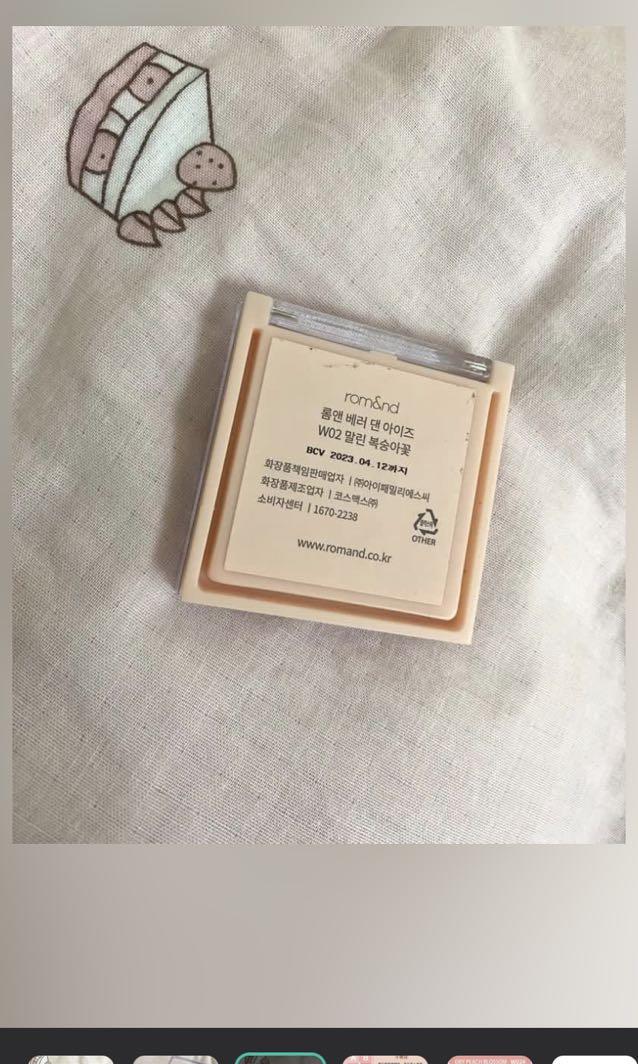 rom&nd
롬앤 베러 댄 아이즈
W02 말린 복숭아꽃
BCV 2023.04.12까지
화장품책임판매업자 | ㈜아이패밀리에스씨
화장품제조업자 | 코스맥스㈜
소비자센터 | 1670-2238
OTHER
www.romand.co.kr
DRY PEACH BLOSSOM